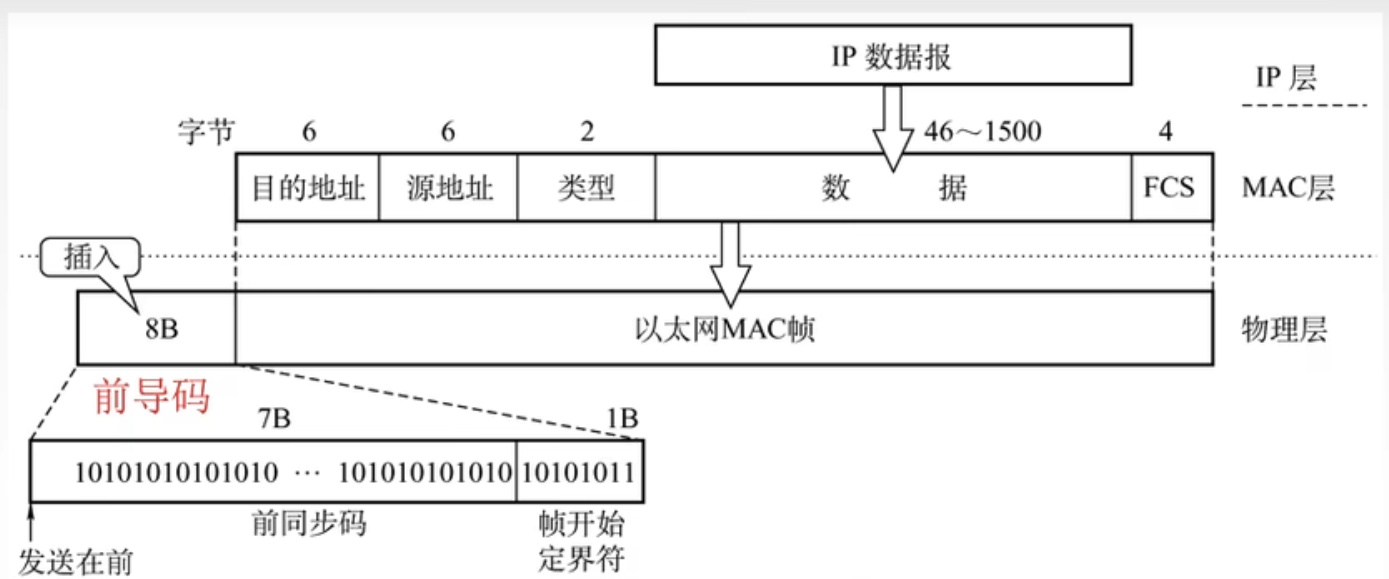 IP 数据报
IP 层
字节 6 6 2 46～1500 4
目的地址 源地址 类型 数 据 FCS MAC层
插入
8B 以太网MAC帧 物理层
前导码
7B 1B
10101010101010 ··· 101010101010 10101011
前同步码 帧开始
定界符
发送在前